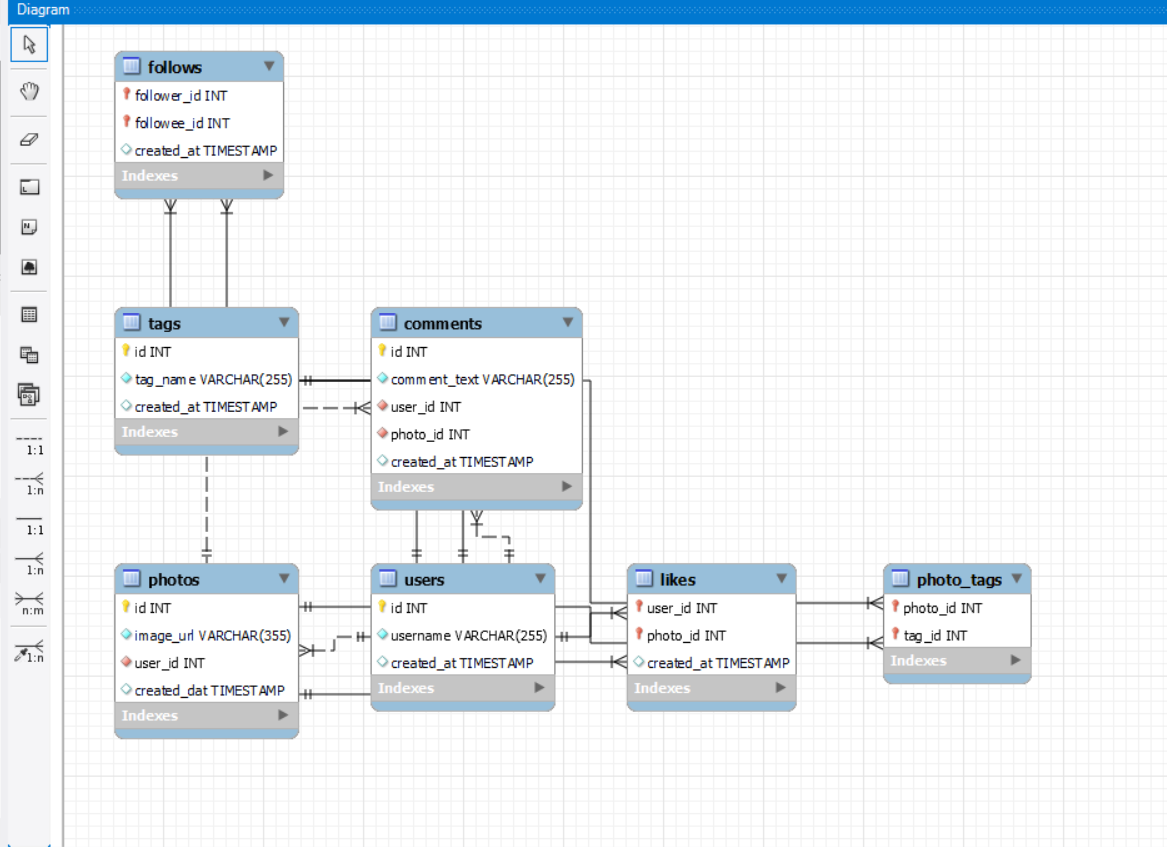 Diagram
follows
follower_id INT
followee_id INT
created_at TIMESTAMP
Indexes
tags
id INT
tag_name VARCHAR(255)
created_at TIMESTAMP
Indexes
comments
id INT
comment_text VARCHAR(255)
user_id INT
photo_id INT
created_at TIMESTAMP
Indexes
photos
id INT
image_url VARCHAR(355)
user_id INT
created_dat TIMESTAMP
Indexes
users
id INT
username VARCHAR(255)
created_at TIMESTAMP
Indexes
likes
user_id INT
photo_id INT
created_at TIMESTAMP
Indexes
photo_tags
photo_id INT
tag_id INT
Indexes
1:1
1:n
1:1
1:n
n:m
1:n